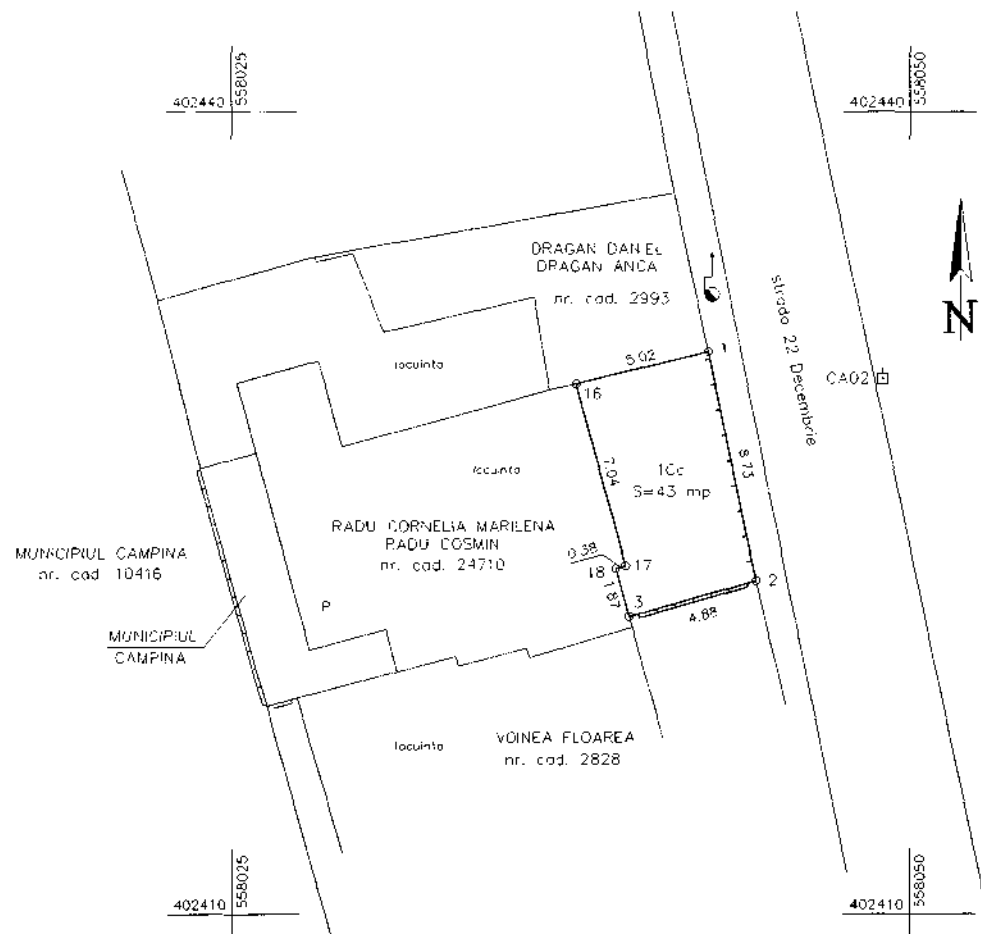 558025
402440
558050
402440
DRAGAN DANIEL
DRAGAN ANCA
nr. cad. 2993
N
strada 22 Decembrie
1
5.02
locuinta
CA02
16
locuinta
7.04
1Cc
S=43 mp
8.73
RADU CORNELIA MARILENA
RADU COSMIN
nr. cad. 24710
0.38
17
18
MUNICIPIUL CAMPINA
nr. cad 10416
2
1.87
3
4.88
P
MUNICIPIUL
CAMPINA
locuinta
VOINEA FLOAREA
nr. cad. 2828
558025
402410
558050
402410